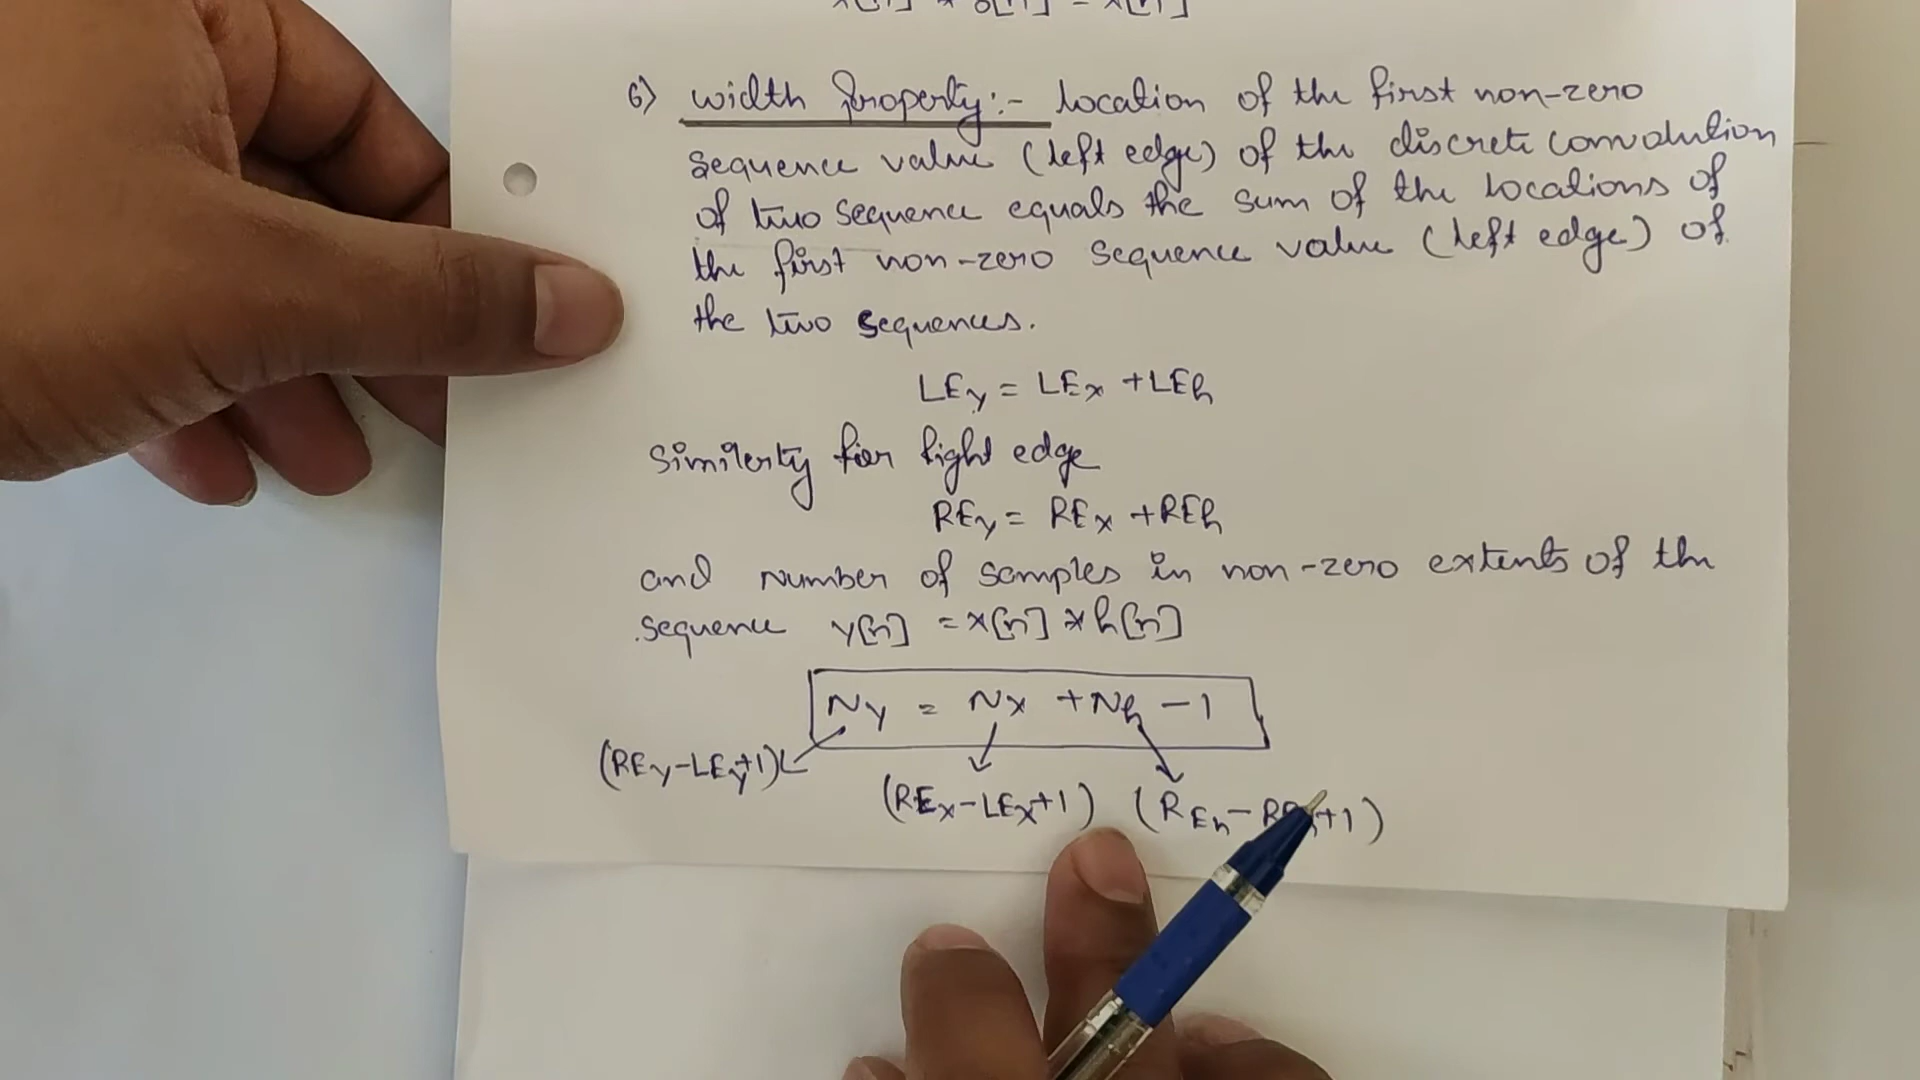 x[n] * δ[n] = x[n]
6) width property:- location of the first non-zero
sequence value (left edge) of the discrete convolution
of two sequence equals the sum of the locations of
the first non-zero sequence value (left edge) of
the two sequences.
LEy = LEx + LEh
Similerty for right edge
REy = REx + REh
and number of samples in non-zero extents of the
sequence y[n] = x[n] * h[n]
Ny = Nx + Nh - 1
(REy-LEy+1)
(REx-LEx+1) (REh- +1)